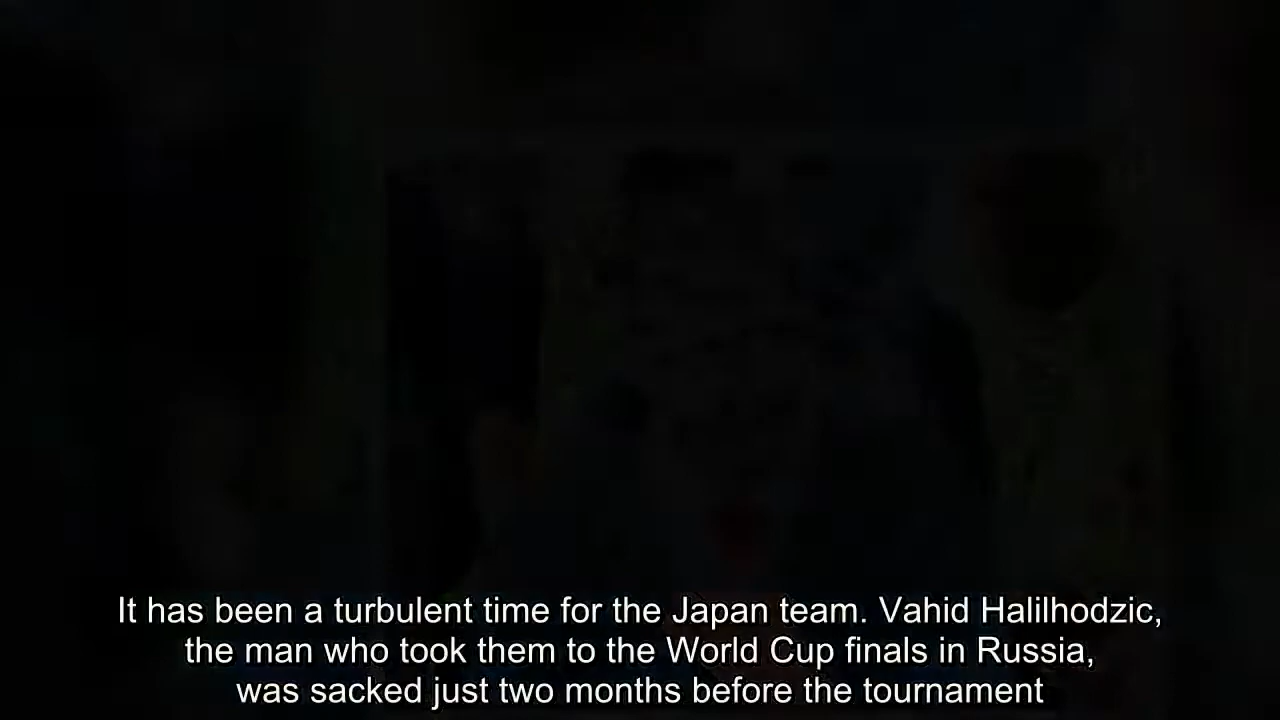 It has been a turbulent time for the Japan team. Vahid Halilhodzic,
the man who took them to the World Cup finals in Russia,
was sacked just two months before the tournament